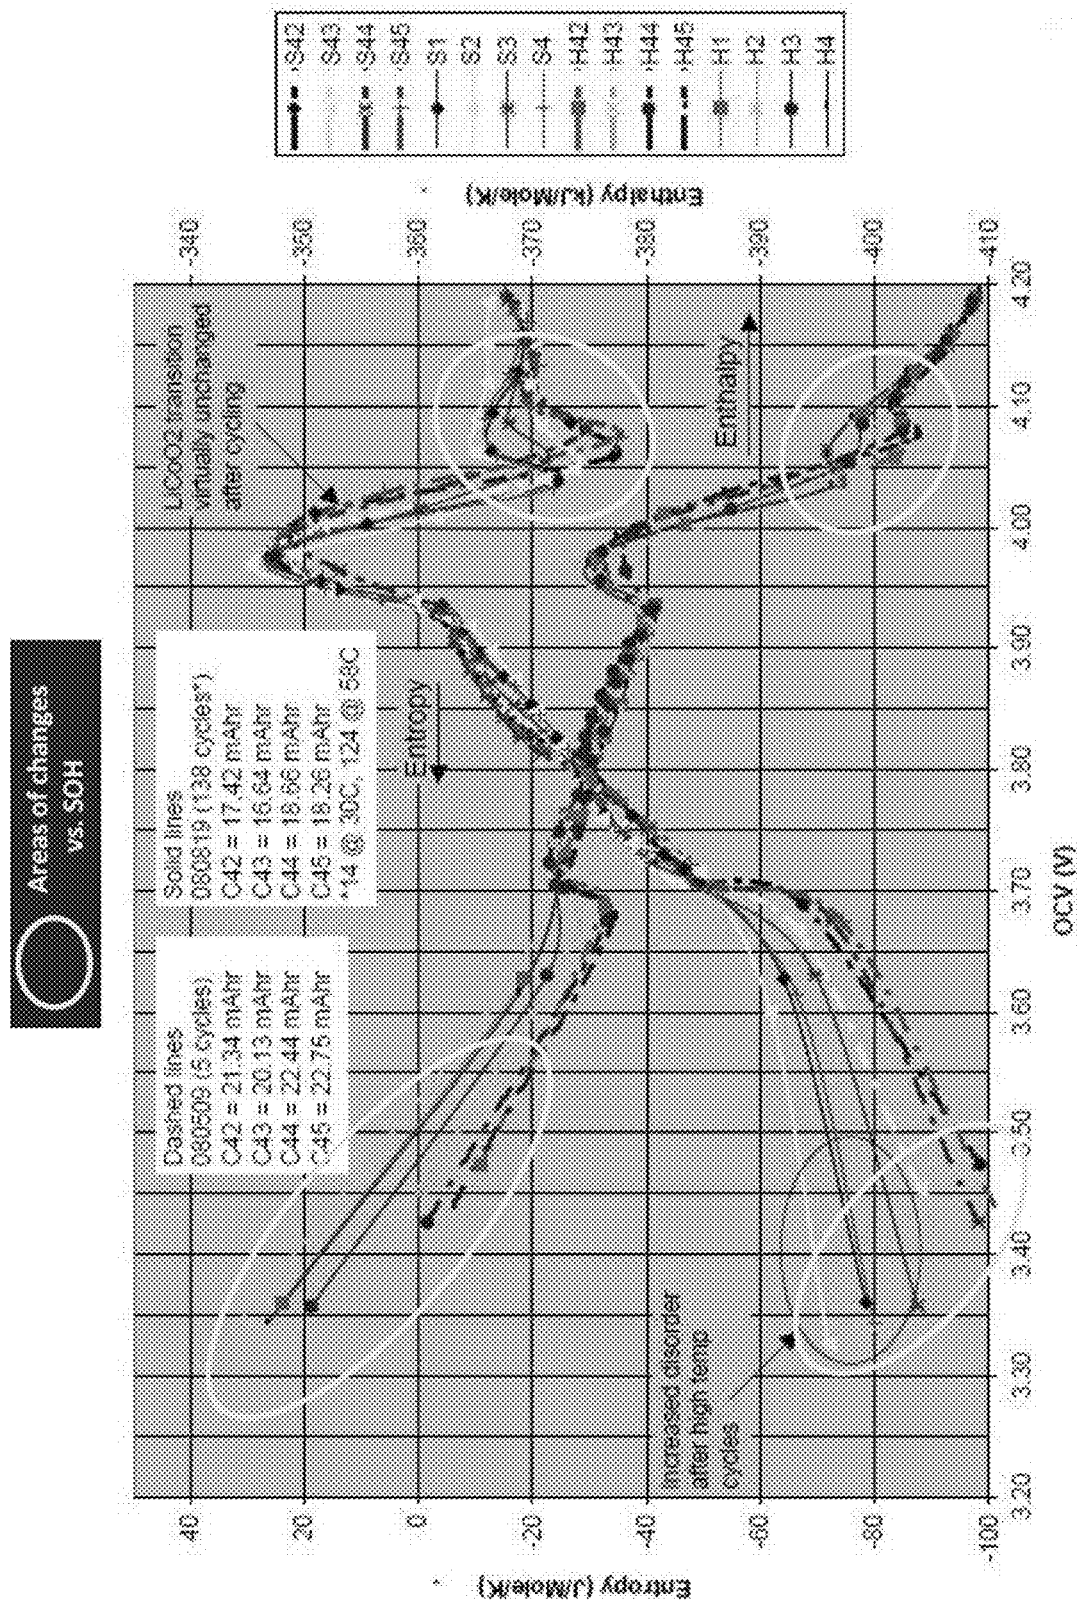 Areas of changes
vs. SOH
Dashed lines
080509 (5 cycles)
C42 = 21.34 mAhr
C43 = 20.13 mAhr
C44 = 22.44 mAhr
C45 = 22.75 mAhr
Solid lines
080819 (138 cycles*)
C42 = 17.42 mAhr
C43 = 16.64 mAhr
C44 = 18.66 mAhr
C45 = 18.26 mAhr
*14 @ 30C, 124 @ 58C
LiCoO2 transition
virtually unchanged
after cycling
Entropy
Enthalpy
Increased disorder
after high temp
cycles
Entropy (J/Mole/K)
40
20
0
-20
-40
-60
-80
-100
3.20
3.30
3.40
3.50
3.60
3.70
3.80
3.90
4.00
4.10
4.20
OCV (V)
-340
-350
-360
-370
-380
-390
-400
-410
Enthalpy (kJ/Mole/K)
S42
S43
S44
S45
S1
S2
S3
S4
H42
H43
H44
H45
H1
H2
H3
H4